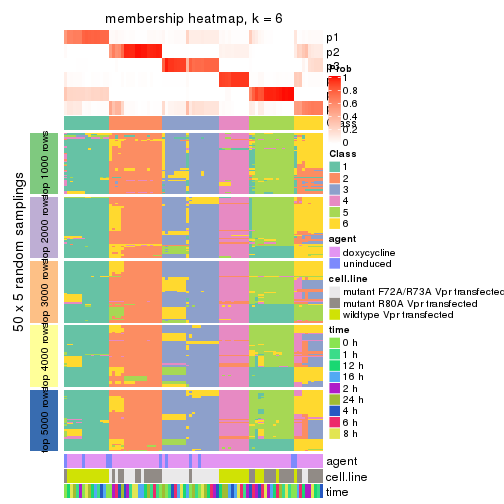 membership heatmap, k = 6
p1
p2
p3
Prob
1
0.8
0.6
0.4
0.2
0
Class
1
2
3
4
5
6
agent
doxycycline
uninduced
cell.line
mutant F72A/R73A Vpr transfected
mutant R80A Vpr transfected
wildtype Vpr transfected
time
0 h
1 h
12 h
16 h
2 h
24 h
4 h
6 h
8 h
50 x 5 random samplings
top 1000 rows
top 2000 rows
top 3000 rows
top 4000 rows
top 5000 rows
agent
cell.line
time